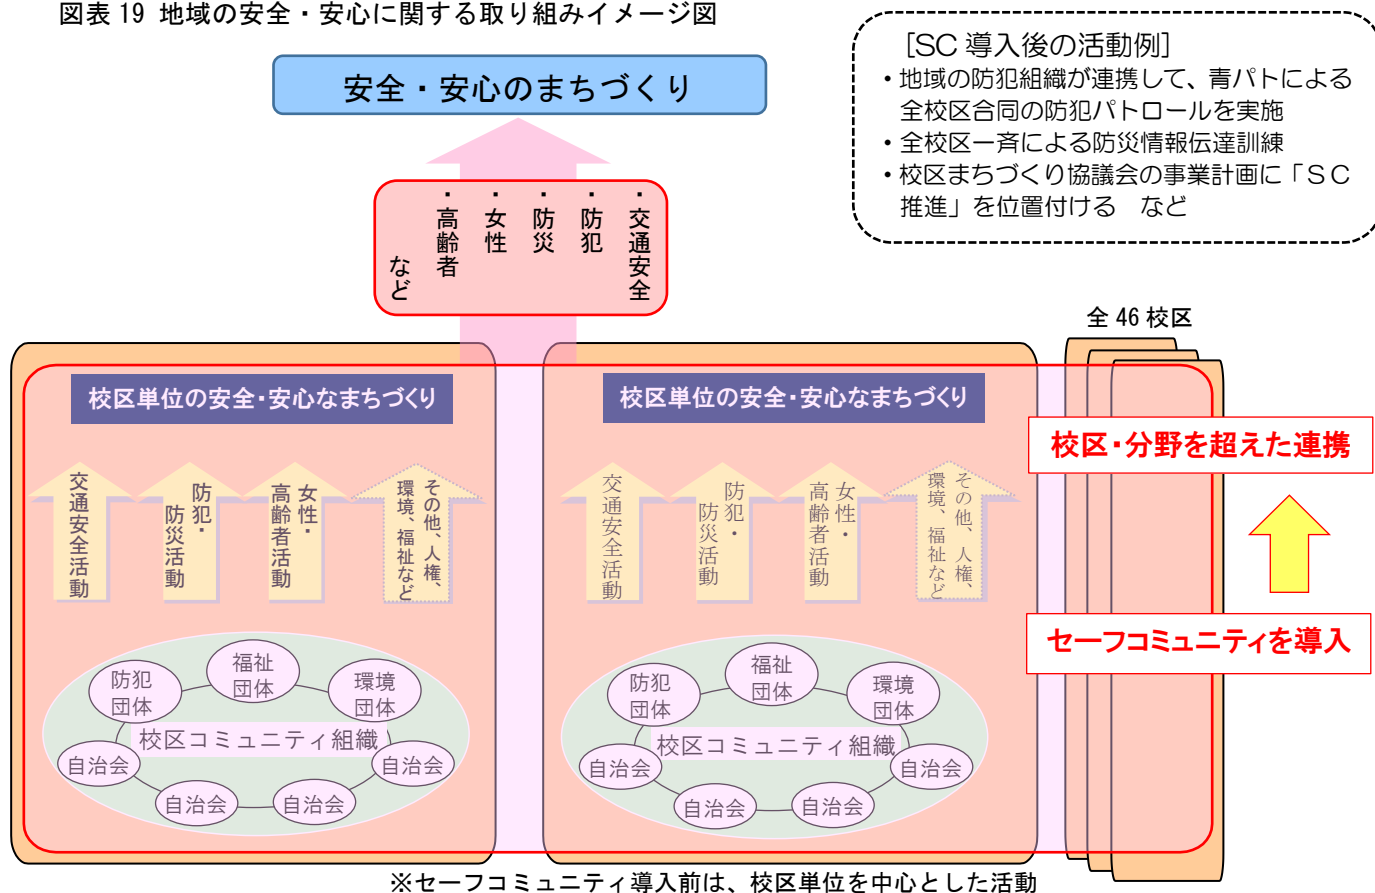 図表 19 地域の安全・安心に関する取り組みイメージ図
安全・安心のまちづくり
［SC 導入後の活動例］
・地域の防犯組織が連携して、青パトによる
全校区合同の防犯パトロールを実施
・全校区一斉による防災情報伝達訓練
・校区まちづくり協議会の事業計画に「ＳＣ
推進」を位置付ける　など
・交通安全
・防犯
・防災
・女性
・高齢者
など
全 46 校区
校区単位の安全・安心なまちづくり
交通安全活動
防犯・
防災活動
女性・
高齢者活動
その他、人権、
環境、福祉など
福祉
団体
防犯
団体
環境
団体
校区コミュニティ組織
自治会
自治会
自治会
自治会
校区単位の安全・安心なまちづくり
交通安全活動
防犯・
防災活動
女性・
高齢者活動
その他、人権、
環境、福祉など
福祉
団体
防犯
団体
環境
団体
校区コミュニティ組織
自治会
自治会
自治会
自治会
校区・分野を超えた連携
セーフコミュニティを導入
※セーフコミュニティ導入前は、校区単位を中心とした活動